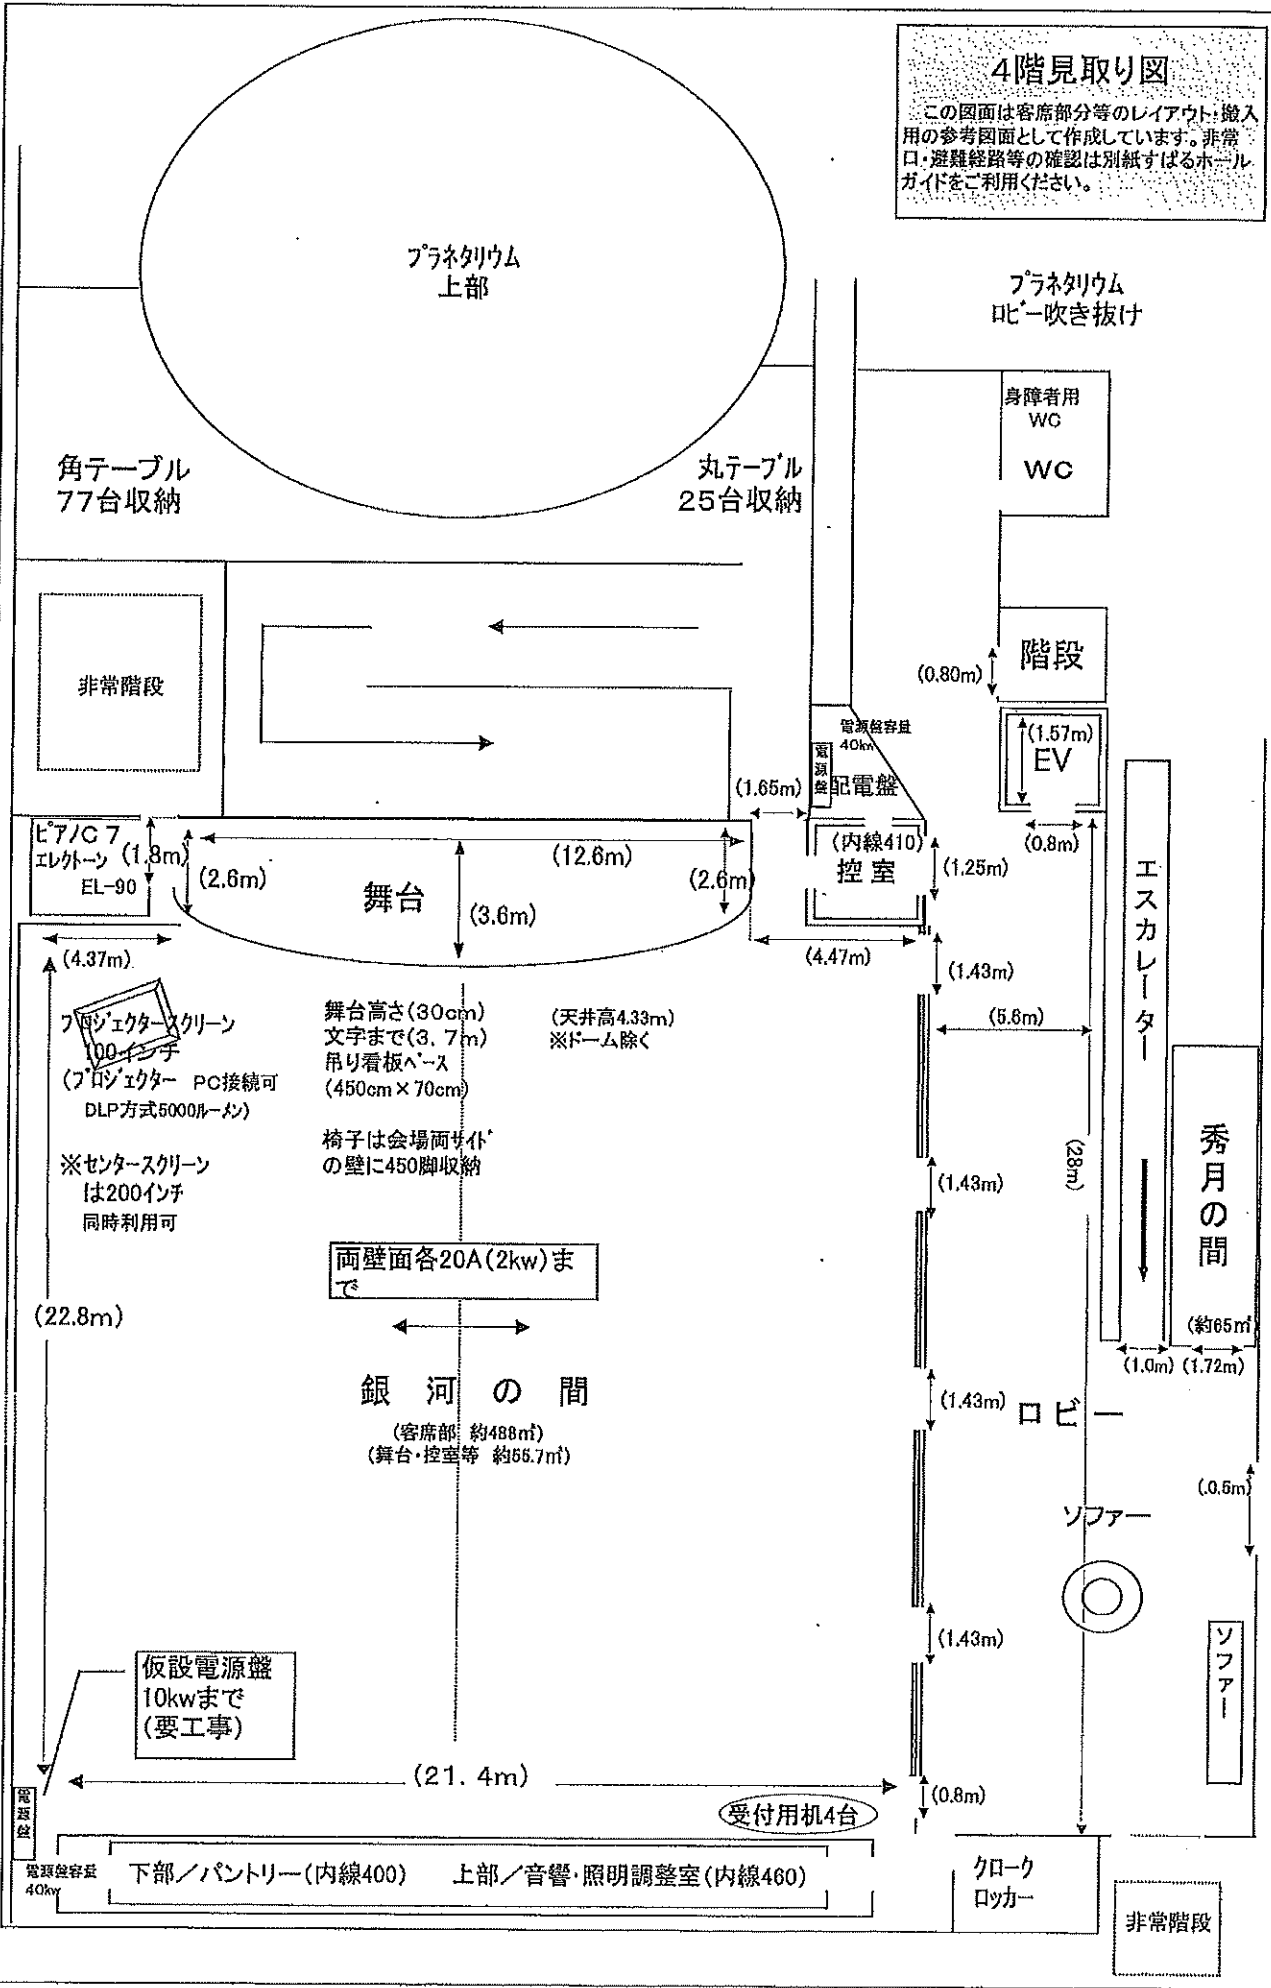 4階見取り図
この図面は客席部分等のレイアウト・搬入
用の参考図面として作成しています。非常
口・避難経路等の確認は別紙すばるホール
ガイドをご利用ください。
プラネタリウム
上部
プラネタリウム
ロビー吹き抜け
身障者用
WC
WC
角テーブル
77台収納
丸テーブル
25台収納
非常階段
階段
(0.80m)
電源盤容量
40kw
電源盤
配電盤
(1.57m)
EV
(0.8m)
(1.65m)
ピアノC7
エレクトーン
EL-90
(1.8m)
(2.6m)
(12.6m)
(2.6m)
舞台
(3.6m)
(内線410)
控室
(1.25m)
(4.37m)
(4.47m)
(1.43m)
(5.6m)
エスカレーター
プロジェクタースクリーン
100インチ
(プロジェクター PC接続可
DLP方式5000ルーメン)
※センタースクリーン
は200インチ
同時利用可
舞台高さ(30cm)
文字まで(3.7m)
吊り看板ベース
(450cm×70cm)
(天井高4.33m)
※ドーム除く
椅子は会場両サイド
の壁に450脚収納
(1.43m)
(28m)
秀月の間
(約65㎡
(1.0m)
(1.72m)
両壁面各20A(2kw)ま
で
(22.8m)
銀河の間
(客席部 約488㎡)
(舞台・控室等 約55.7㎡)
(1.43m)
ロビー
(.0.5m)
ソファー
(1.43m)
ソファー
仮設電源盤
10kwまで
(要工事)
(21.4m)
(0.8m)
受付用机4台
電源盤
電源盤容量
40kw
下部／パントリー(内線400)
上部／音響・照明調整室(内線460)
クローク
ロッカー
非常階段